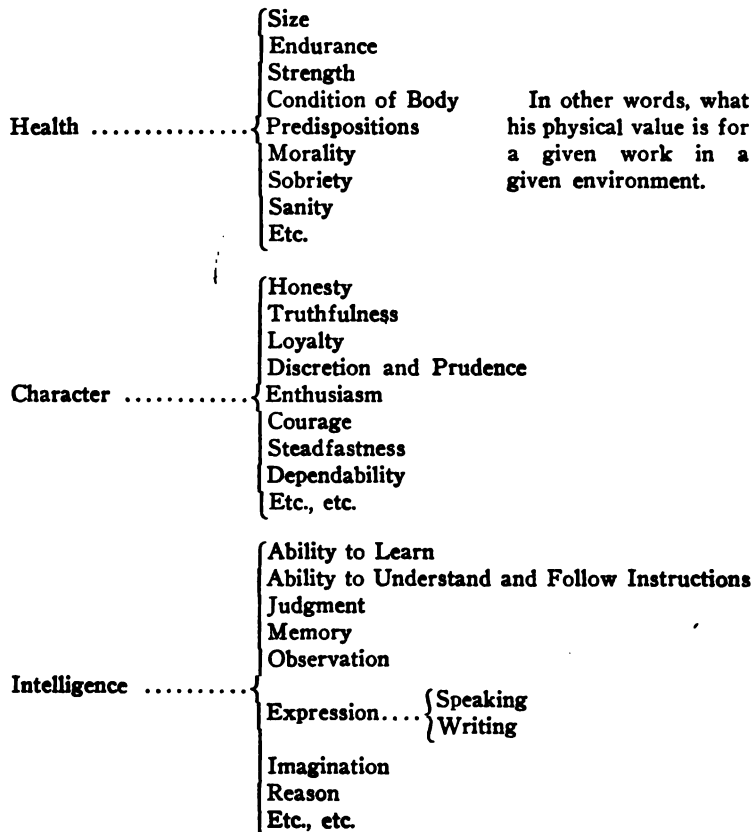 Size
Endurance
Strength
Condition of Body
Health .............. Predispositions
Morality
Sobriety
Sanity
Etc.
In other words, what
his physical value is for
a given work in a
given environment.
Honesty
Truthfulness
Loyalty
Discretion and Prudence
Character ........... Enthusiasm
Courage
Steadfastness
Dependability
Etc., etc.
Ability to Learn
Ability to Understand and Follow Instructions
Judgment
Memory
Observation
Intelligence ......... Expression.... Speaking
Writing
Imagination
Reason
Etc., etc.